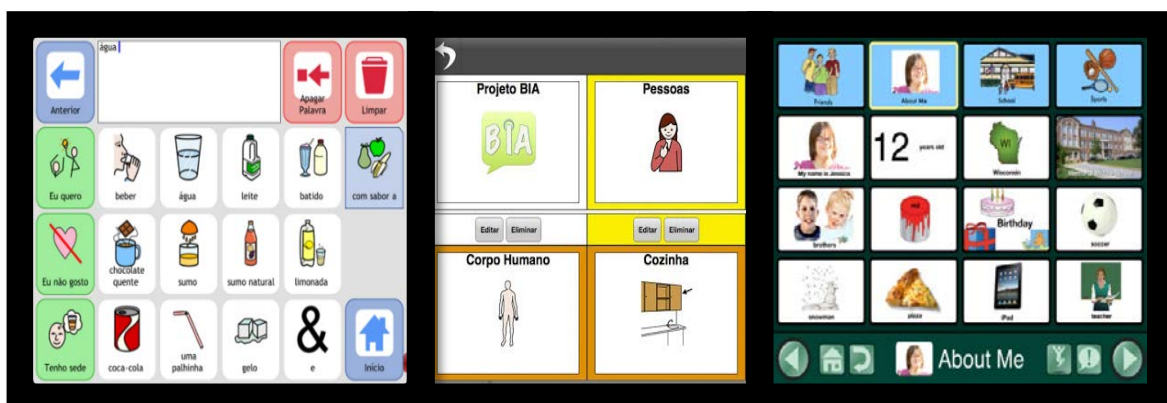 água
Anterior
Apagar
Palavra
Limpar
Eu quero
beber
água
leite
batido
com sabor a
Eu não gosto
chocolate
quente
sumo
sumo natural
limonada
Tenho sede
coca-cola
uma
palhinha
gelo
&
e
Início
Projeto BIA
BIA
Pessoas
Editar Eliminar
Editar Eliminar
Corpo Humano
Cozinha
Friends
About Me
School
Sports
My name is Jessica
12 years old
WI
Wisconsin
brothers
red
Birthday
soccer
snowman
pizza
iPad
teacher
About Me